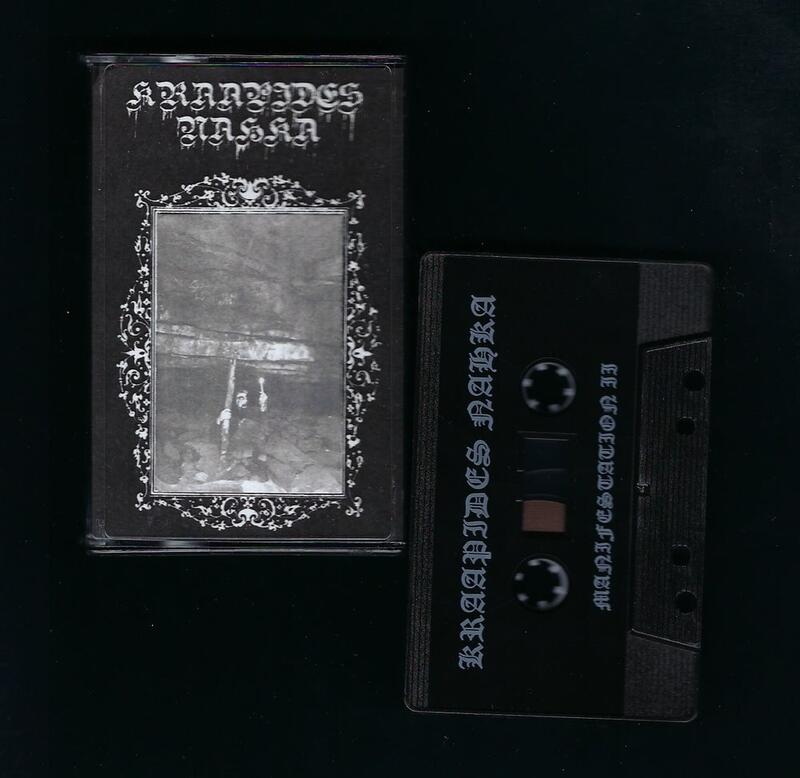 KRAAPIDES
NAHKA
KRAAPIDES NAHKA
MANIFESTATION II